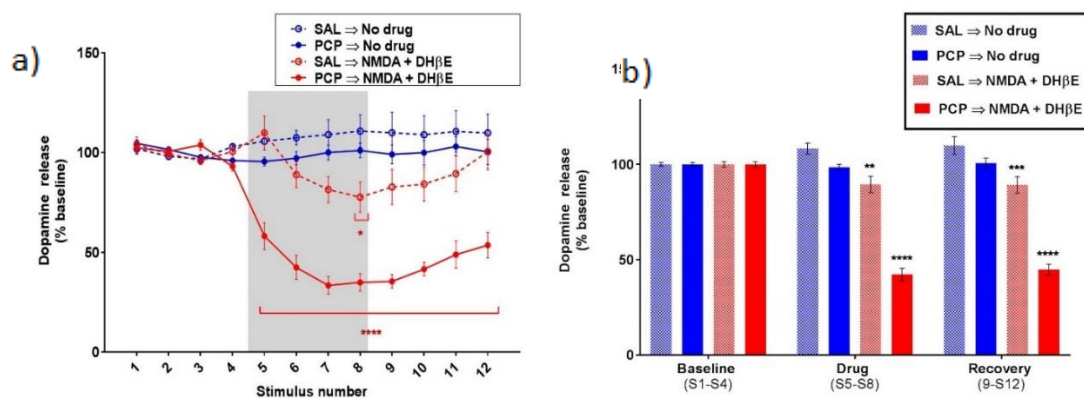 a)
SAL ⇒ No drug
PCP ⇒ No drug
SAL ⇒ NMDA + DHβE
PCP ⇒ NMDA + DHβE
Dopamine release
(% baseline)
150
100
50
0
*
****
1 2 3 4 5 6 7 8 9 10 11 12
Stimulus number
b)
SAL ⇒ No drug
PCP ⇒ No drug
SAL ⇒ NMDA + DHβE
PCP ⇒ NMDA + DHβE
Dopamine release
(% baseline)
100
50
0
**
****
***
****
Baseline Drug Recovery
(S1-S4) (S5-S8) (9-S12)